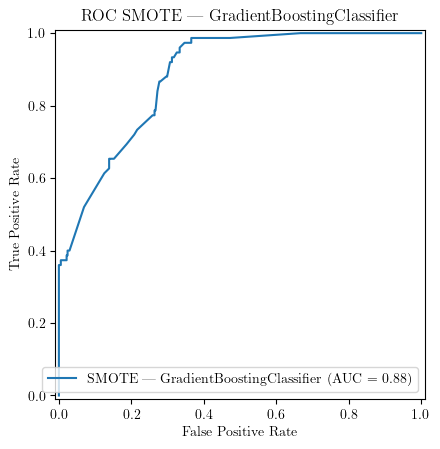 ROC SMOTE — GradientBoostingClassifier
1.0
0.8
0.6
0.4
0.2
0.0
True Positive Rate
SMOTE — GradientBoostingClassifier (AUC = 0.88)
0.0 0.2 0.4 0.6 0.8 1.0
False Positive Rate